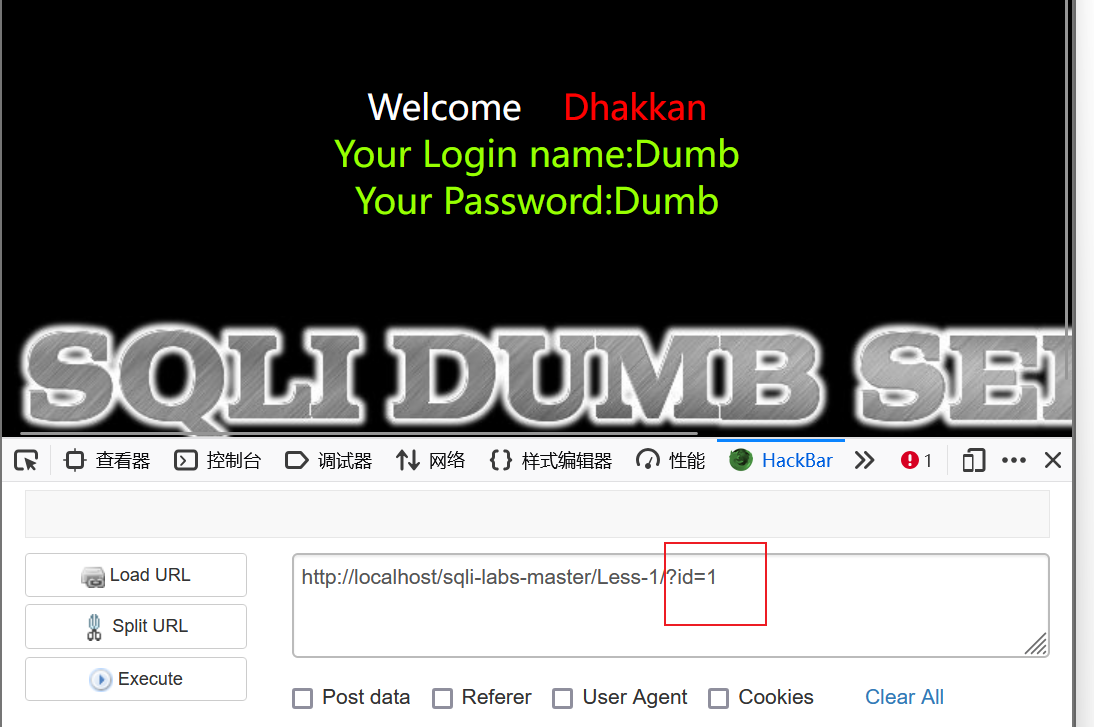 Welcome Dhakkan
Your Login name:Dumb
Your Password:Dumb
SQLI DUMB SE
查看器 控制台 调试器 网络 样式编辑器 性能 HackBar 1
Load URL
http://localhost/sqli-labs-master/Less-1/?id=1
Split URL
Execute
Post data Referer User Agent Cookies Clear All